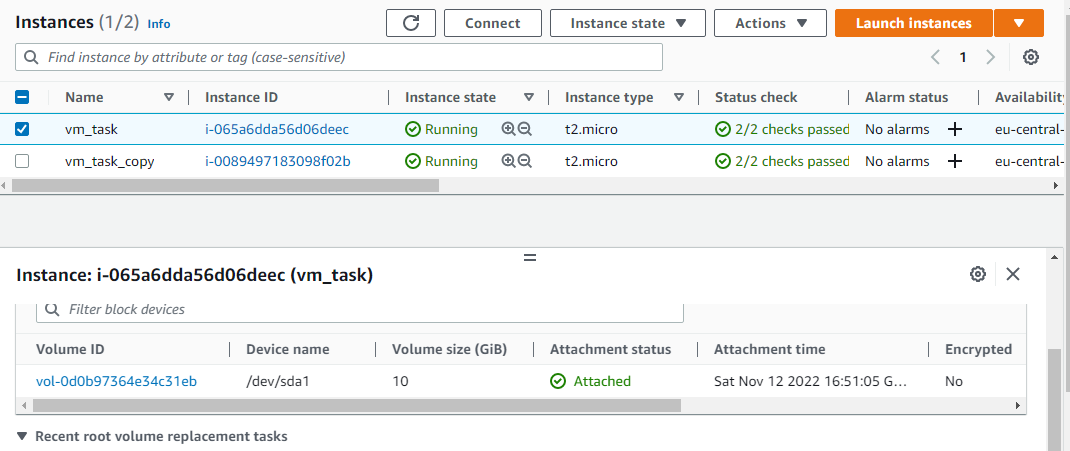 Instances (1/2) Info Connect Instance state Actions Launch instances
Find instance by attribute or tag (case-sensitive) 1
Name Instance ID Instance state Instance type Status check Alarm status Availability
vm_task i-065a6dda56d06deec Running t2.micro 2/2 checks passed No alarms eu-central-
vm_task_copy i-0089497183098f02b Running t2.micro 2/2 checks passed No alarms eu-central-
Instance: i-065a6dda56d06deec (vm_task)
Filter block devices
Volume ID Device name Volume size (GiB) Attachment status Attachment time Encrypted
vol-0d0b97364e34c31eb /dev/sda1 10 Attached Sat Nov 12 2022 16:51:05 G... No
Recent root volume replacement tasks